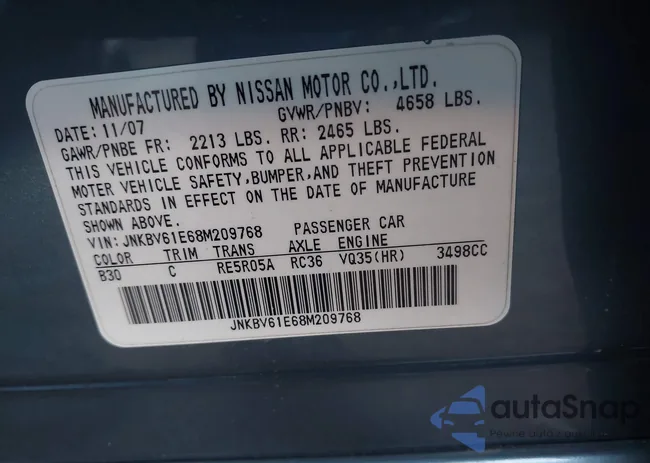 MANUFACTURED BY NISSAN MOTOR CO.,LTD.
DATE: 11/07 GVWR/PNBV: 4658 LBS.
GAWR/PNBE FR: 2213 LBS. RR: 2465 LBS.
THIS VEHICLE CONFORMS TO ALL APPLICABLE FEDERAL
MOTER VEHICLE SAFETY,BUMPER,AND THEFT PREVENTION
STANDARDS IN EFFECT ON THE DATE OF MANUFACTURE
SHOWN ABOVE.
VIN: JNKBV61E68M209768 PASSENGER CAR
COLOR TRIM TRANS AXLE ENGINE
B30 C RE5R05A RC36 VQ35(HR) 3498CC
JNKBV61E68M209768
autaSnap
Pewne auto z